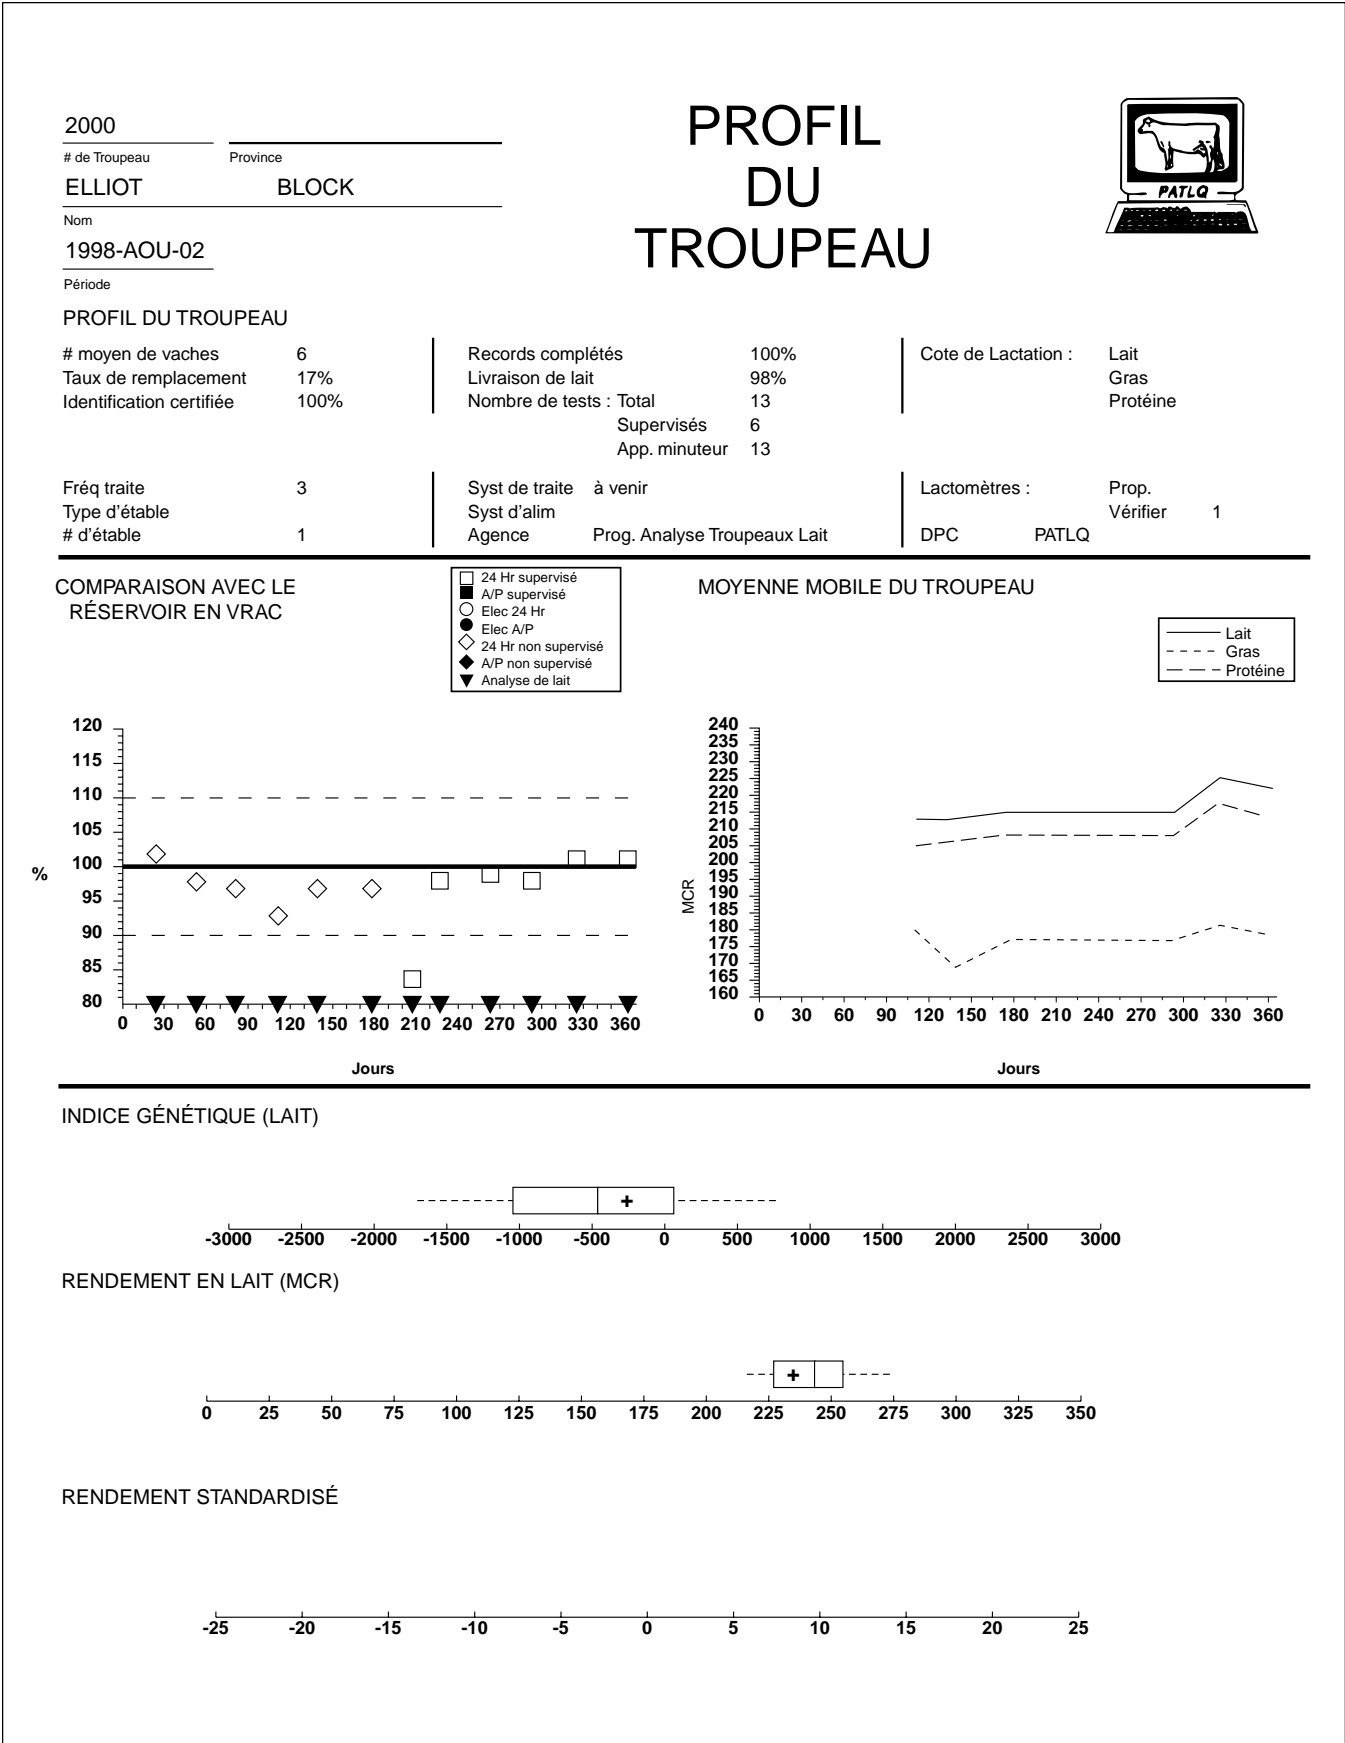 2000
# de Troupeau Province
ELLIOT BLOCK
Nom
1998-AOU-02
Période
PROFIL
DU
TROUPEAU
PATLQ
PROFIL DU TROUPEAU
# moyen de vaches 6
Taux de remplacement 17%
Identification certifiée 100%
Records complétés 100%
Livraison de lait 98%
Nombre de tests : Total 13
Supervisés 6
App. minuteur 13
Cote de Lactation : Lait
Gras
Protéine
Fréq traite 3
Type d'étable
# d'étable 1
Syst de traite à venir
Syst d'alim
Agence Prog. Analyse Troupeaux Lait
Lactomètres : Prop.
Vérifier 1
DPC PATLQ
COMPARAISON AVEC LE
RÉSERVOIR EN VRAC
24 Hr supervisé
A/P supervisé
Elec 24 Hr
Elec A/P
24 Hr non supervisé
A/P non supervisé
Analyse de lait
120
115
110
105
100
%
95
90
85
80
0 30 60 90 120 150 180 210 240 270 300 330 360
Jours
MOYENNE MOBILE DU TROUPEAU
Lait
Gras
Protéine
240
235
230
225
220
215
210
205
200
195
190
185
180
175
170
165
160
MCR
0 30 60 90 120 150 180 210 240 270 300 330 360
Jours
INDICE GÉNÉTIQUE (LAIT)
-3000 -2500 -2000 -1500 -1000 -500 0 500 1000 1500 2000 2500 3000
RENDEMENT EN LAIT (MCR)
0 25 50 75 100 125 150 175 200 225 250 275 300 325 350
RENDEMENT STANDARDISÉ
-25 -20 -15 -10 -5 0 5 10 15 20 25